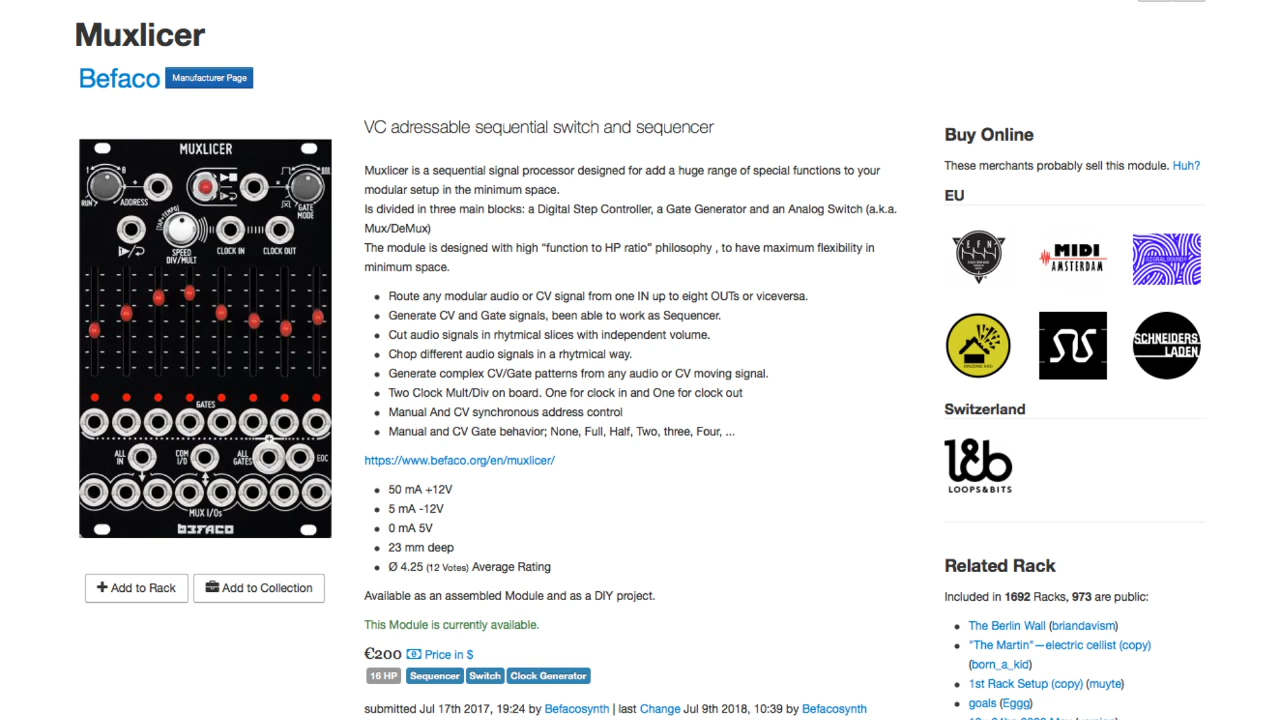 Muxlicer
Befaco Manufacturer Page
MUXLICER
1 8
RUN
ADDRESS
GATE
MODE
(TAP-TEMPO)
SPEED
DIV/MULT
CLOCK IN
CLOCK OUT
GATES
ALL
IN
COM
I/O
ALL
GATES
EOC
MUX I/Os
BEFACO
Add to Rack
Add to Collection
VC adressable sequential switch and sequencer
Muxlicer is a sequential signal processor designed for add a huge range of special functions to your
modular setup in the minimum space.
Is divided in three main blocks: a Digital Step Controller, a Gate Generator and an Analog Switch (a.k.a.
Mux/DeMux)
The module is designed with high “function to HP ratio” philosophy , to have maximum flexibility in
minimum space.
Route any modular audio or CV signal from one IN up to eight OUTs or viceversa.
Generate CV and Gate signals, been able to work as Sequencer.
Cut audio signals in rhytmical slices with independent volume.
Chop different audio signals in a rhytmical way.
Generate complex CV/Gate patterns from any audio or CV moving signal.
Two Clock Mult/Div on board. One for clock in and One for clock out
Manual And CV synchronous address control
Manual and CV Gate behavior; None, Full, Half, Two, three, Four, ...
https://www.befaco.org/en/muxlicer/
50 mA +12V
5 mA -12V
0 mA 5V
23 mm deep
Ø 4.25 (12 Votes) Average Rating
Available as an assembled Module and as a DIY project.
This Module is currently available.
€200 Price in $
16 HP Sequencer Switch Clock Generator
submitted Jul 17th 2017, 19:24 by Befacosynth | last Change Jul 9th 2018, 10:39 by Befacosynth
Buy Online
These merchants probably sell this module. Huh?
EU
EFN
MIDI
AMSTERDAM
SCHNEIDERS
LADEN
Switzerland
L&b
LOOPS&BITS
Related Rack
Included in 1692 Racks, 973 are public:
The Berlin Wall (briandavism)
"The Martin"—electric cellist (copy)
(born_a_kid)
1st Rack Setup (copy) (muyte)
goals (Eggg)